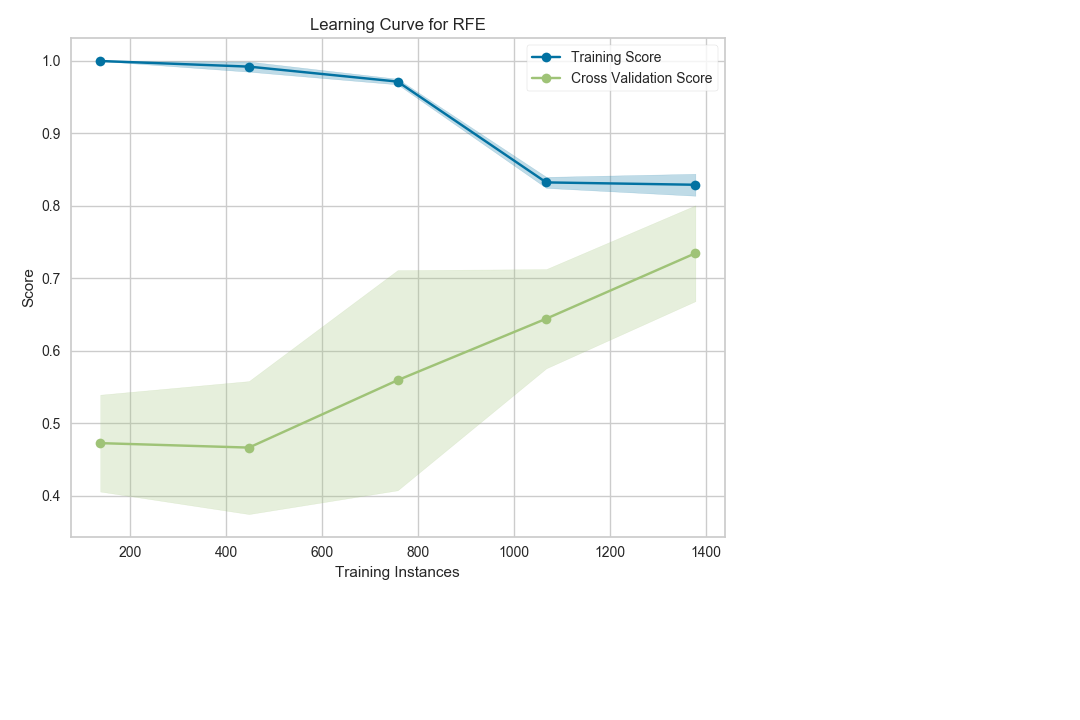 Learning Curve for RFE
Training Score
Cross Validation Score
Score
1.0
0.9
0.8
0.7
0.6
0.5
0.4
200 400 600 800 1000 1200 1400
Training Instances